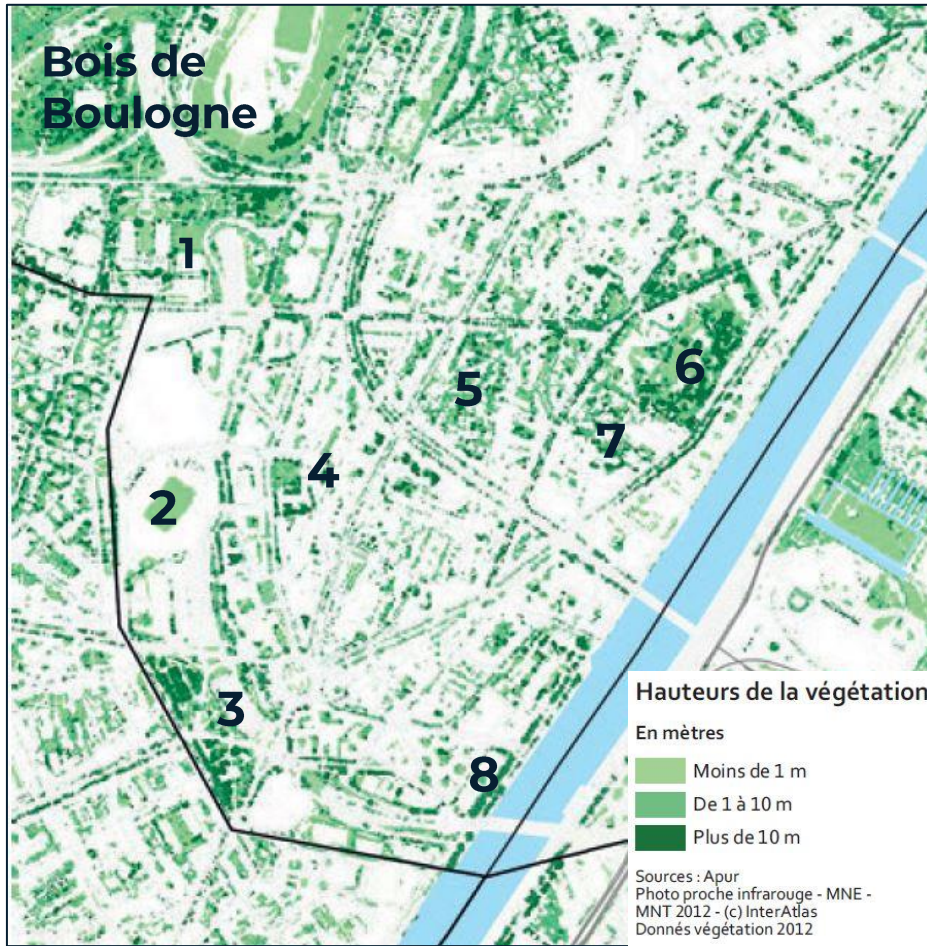 Bois de
Boulogne
1
2
3
4
5
6
7
8
Hauteurs de la végétation
En mètres
Moins de 1 m
De 1 à 10 m
Plus de 10 m
Sources : Apur
Photo proche infrarouge - MNE -
MNT 2012 - (c) InterAtlas
Donnés végétation 2012